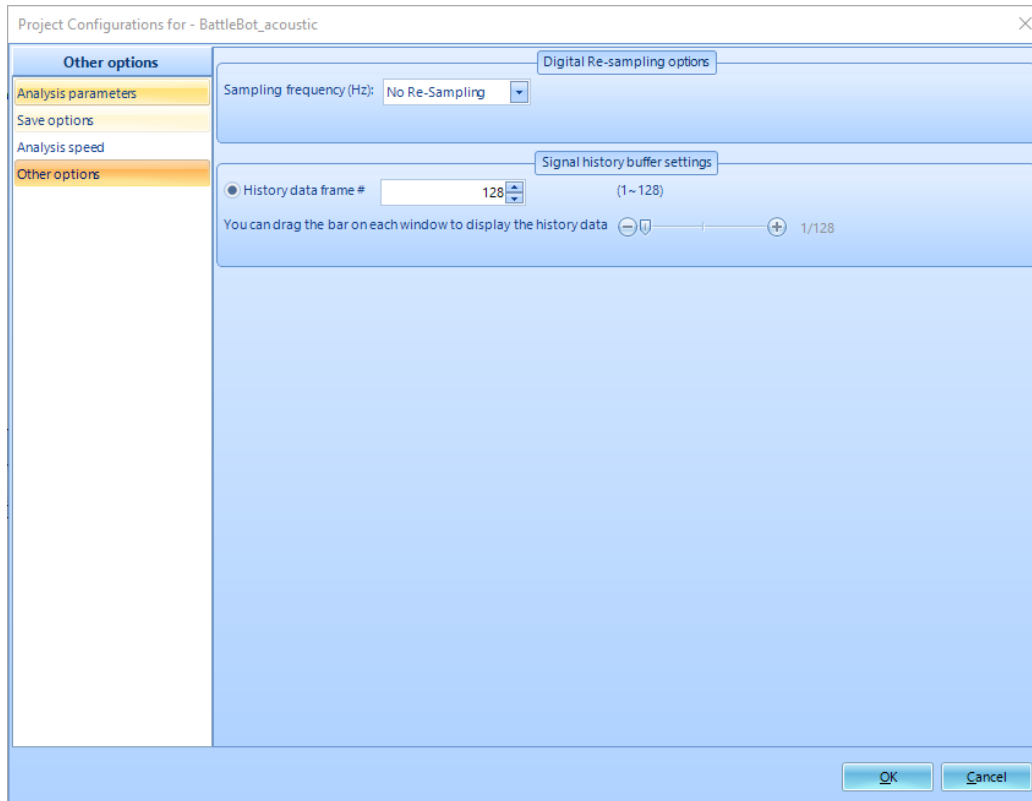 Project Configurations for - BattleBot_acoustic
Other options
Analysis parameters
Save options
Analysis speed
Other options
Digital Re-sampling options
Sampling frequency (Hz): No Re-Sampling
Signal history buffer settings
History data frame # 128 (1~128)
You can drag the bar on each window to display the history data 1/128
OK Cancel